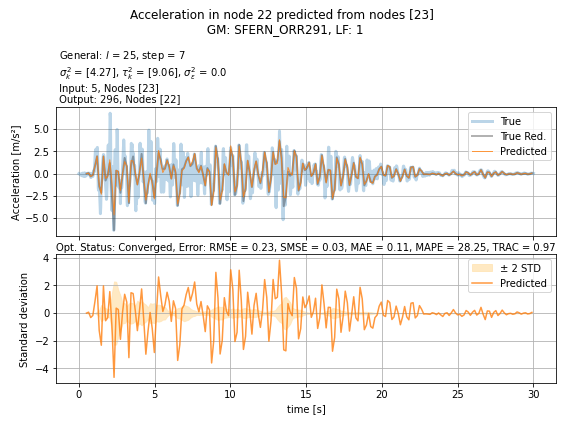 Acceleration in node 22 predicted from nodes [23]
GM: SFERN_ORR291, LF: 1
General: l = 25, step = 7
σ²ₖ = [4.27], τ²ₖ = [9.06], σ²ε = 0.0
Input: 5, Nodes [23]
Output: 296, Nodes [22]
Acceleration [m/s²]
5.0
2.5
0.0
−2.5
−5.0
True
True Red.
Predicted
Opt. Status: Converged, Error: RMSE = 0.23, SMSE = 0.03, MAE = 0.11, MAPE = 28.25, TRAC = 0.97
Standard deviation
4
2
0
−2
−4
± 2 STD
Predicted
0 5 10 15 20 25 30
time [s]